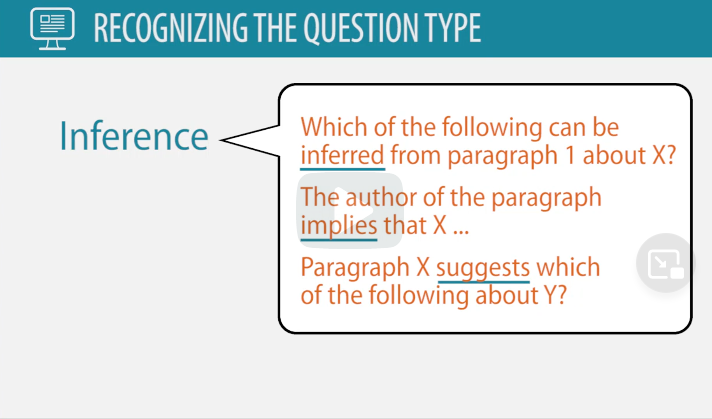 RECOGNIZING THE QUESTION TYPE
Inference
Which of the following can be
inferred from paragraph 1 about X?
The author of the paragraph
implies that X ...
Paragraph X suggests which
of the following about Y?